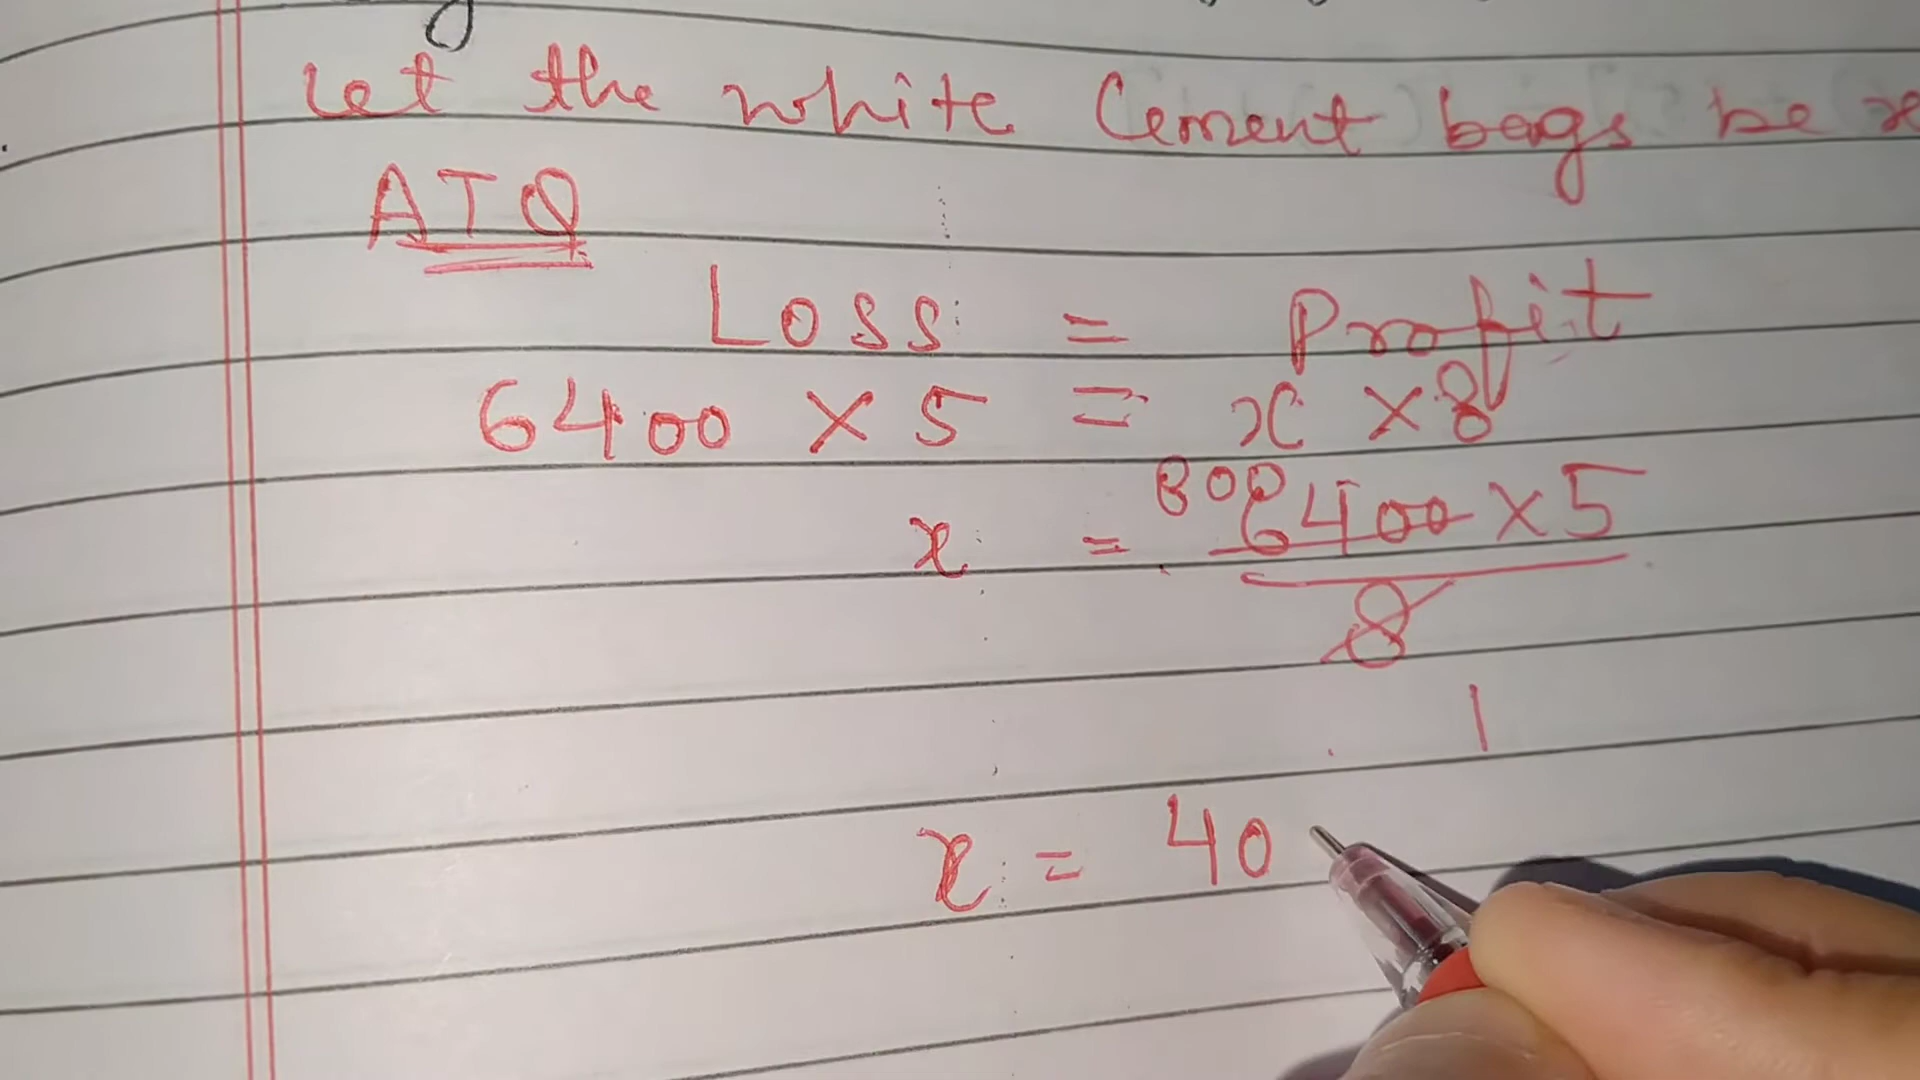 Let the white Cement bags be x
ATQ
Loss = Profit
6400 × 5 = x × 8
x = 800 6400 × 5
8
1
x = 40